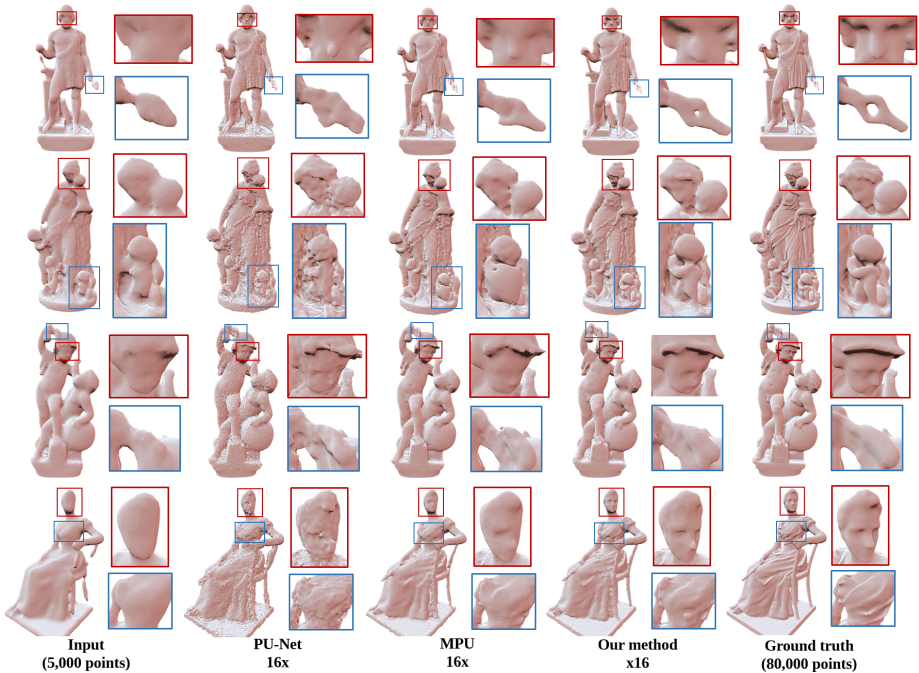 Input
(5,000 points)
PU-Net
16x
MPU
16x
Our method
x16
Ground truth
(80,000 points)